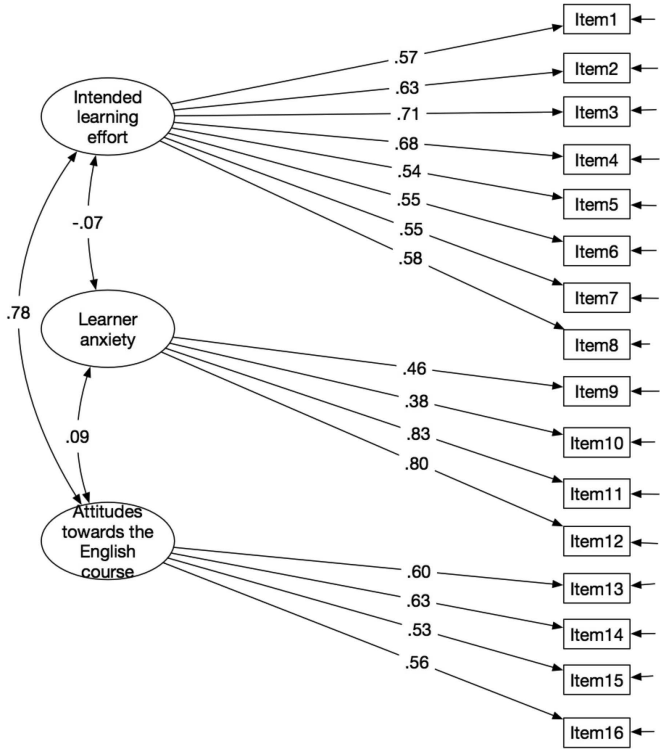 Item1
.57
Intended
learning
effort
.63
Item2
.71
Item3
.68
Item4
.54
Item5
.55
Item6
.55
Item7
.58
Item8
-.07
.78
Learner
anxiety
.46
Item9
.38
Item10
.83
Item11
.80
Item12
.09
Attitudes
towards the
English
course
.60
Item13
.63
Item14
.53
Item15
.56
Item16